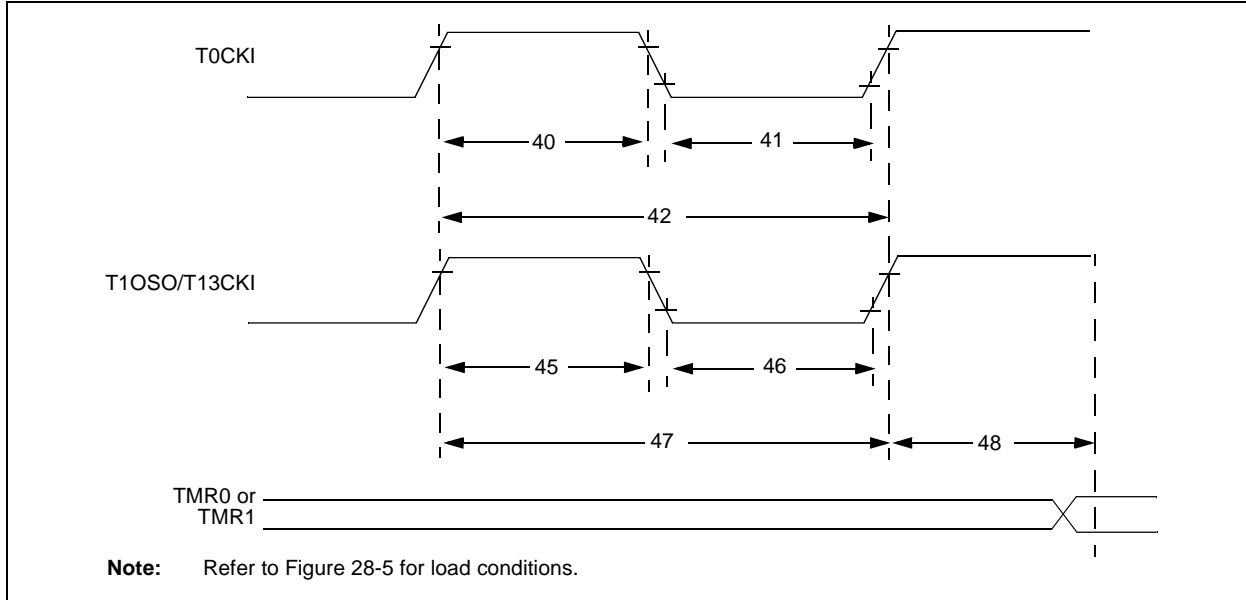 T0CKI
40
41
42
T1OSO/T13CKI
45
46
47
48
TMR0 or
TMR1
Note: Refer to Figure 28-5 for load conditions.